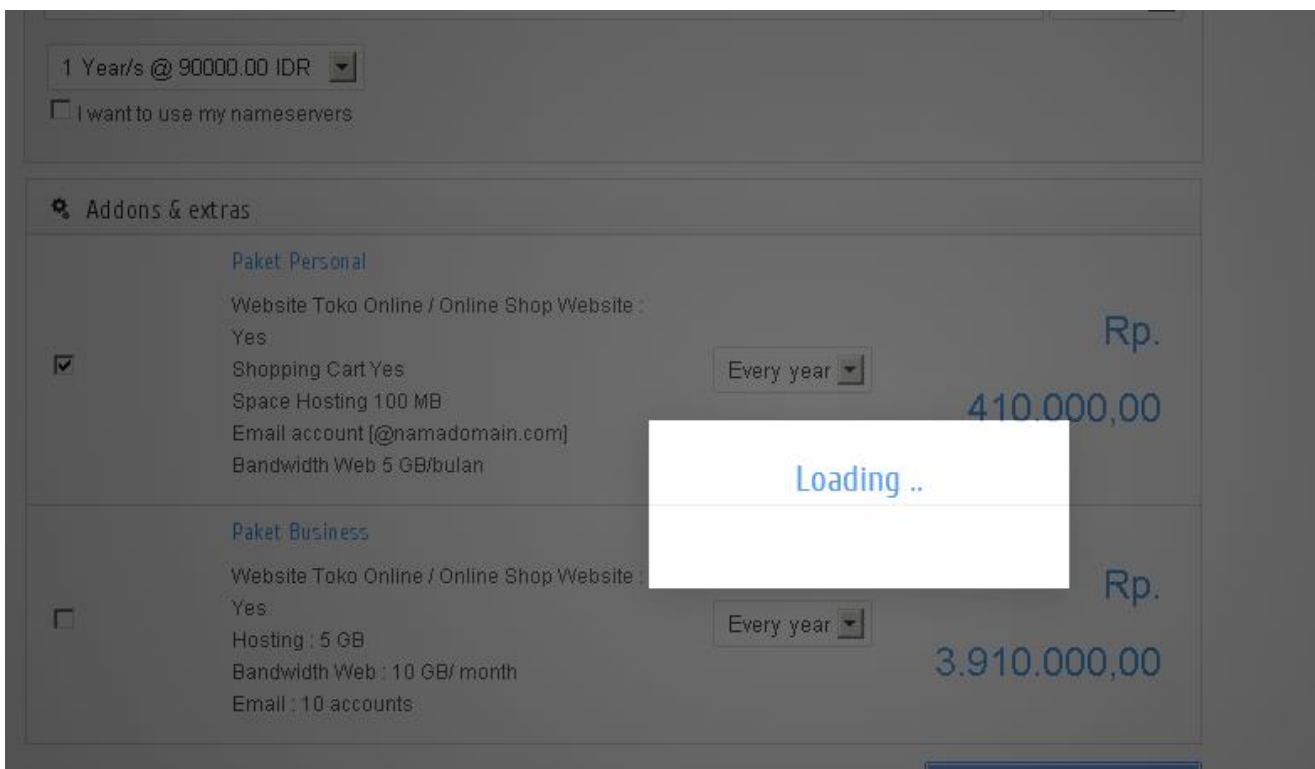 1 Year/s @ 90000.00 IDR
I want to use my nameservers
Addons & extras
Paket Personal
Website Toko Online / Online Shop Website :
Yes
Shopping Cart Yes
Space Hosting 100 MB
Email account [@namadomain.com]
Bandwidth Web 5 GB/bulan
Every year
Rp.
410.000,00
Loading ..
Paket Business
Website Toko Online / Online Shop Website :
Yes
Hosting : 5 GB
Bandwidth Web : 10 GB/ month
Email : 10 accounts
Every year
Rp.
3.910.000,00